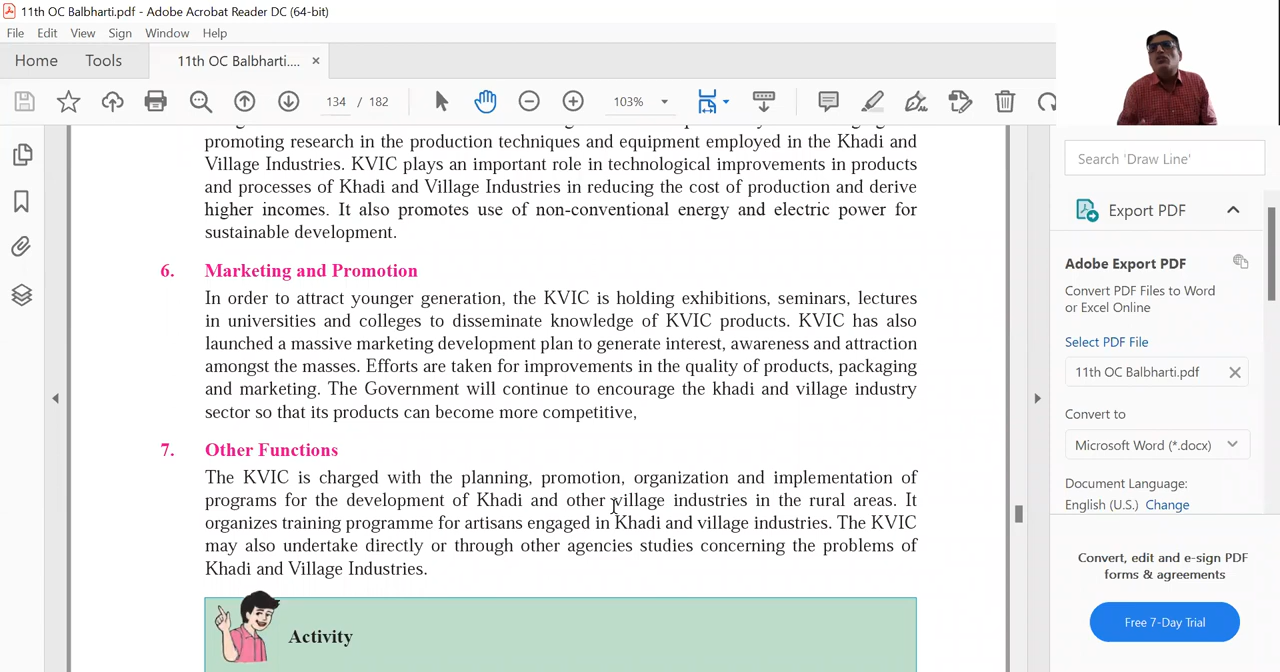 11th OC Balbharti.pdf - Adobe Acrobat Reader DC (64-bit)
File Edit View Sign Window Help
Home Tools 11th OC Balbharti.... ×
134 / 182 103%
promoting research in the production techniques and equipment employed in the Khadi and
Village Industries. KVIC plays an important role in technological improvements in products
and processes of Khadi and Village Industries in reducing the cost of production and derive
higher incomes. It also promotes use of non-conventional energy and electric power for
sustainable development.
6. Marketing and Promotion
In order to attract younger generation, the KVIC is holding exhibitions, seminars, lectures
in universities and colleges to disseminate knowledge of KVIC products. KVIC has also
launched a massive marketing development plan to generate interest, awareness and attraction
amongst the masses. Efforts are taken for improvements in the quality of products, packaging
and marketing. The Government will continue to encourage the khadi and village industry
sector so that its products can become more competitive,
7. Other Functions
The KVIC is charged with the planning, promotion, organization and implementation of
programs for the development of Khadi and other village industries in the rural areas. It
organizes training programme for artisans engaged in Khadi and village industries. The KVIC
may also undertake directly or through other agencies studies concerning the problems of
Khadi and Village Industries.
Activity
Search 'Draw Line'
Export PDF
Adobe Export PDF
Convert PDF Files to Word
or Excel Online
Select PDF File
11th OC Balbharti.pdf
Convert to
Microsoft Word (*.docx)
Document Language:
English (U.S.) Change
Convert, edit and e-sign PDF
forms & agreements
Free 7-Day Trial